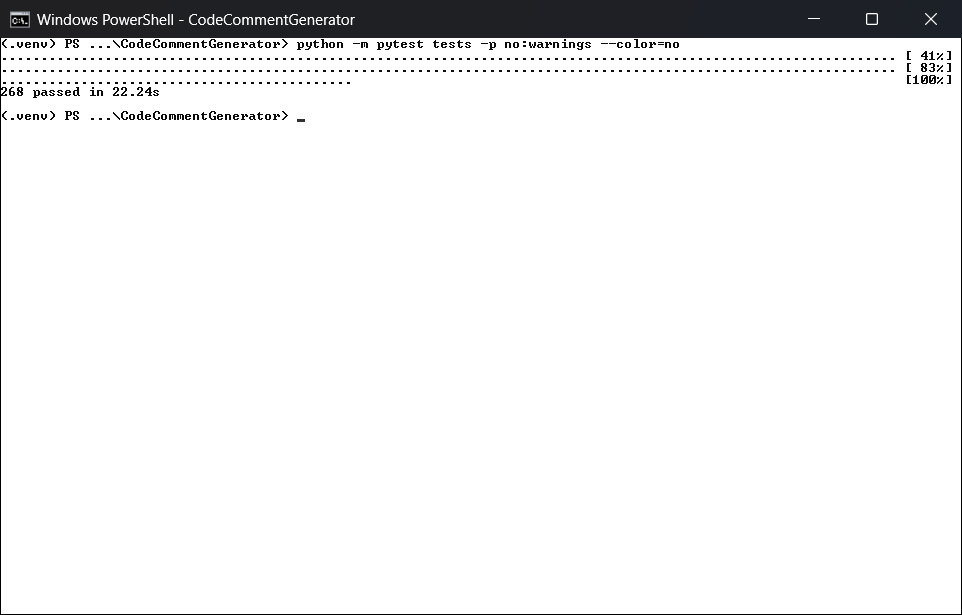 Windows PowerShell - CodeCommentGenerator
(.venv) PS ...\CodeCommentGenerator> python -m pytest tests -p no:warnings --color=no
................................................................................................................ [ 41%]
................................................................................................................ [ 83%]
............................................ [100%]
268 passed in 22.24s
(.venv) PS ...\CodeCommentGenerator> _